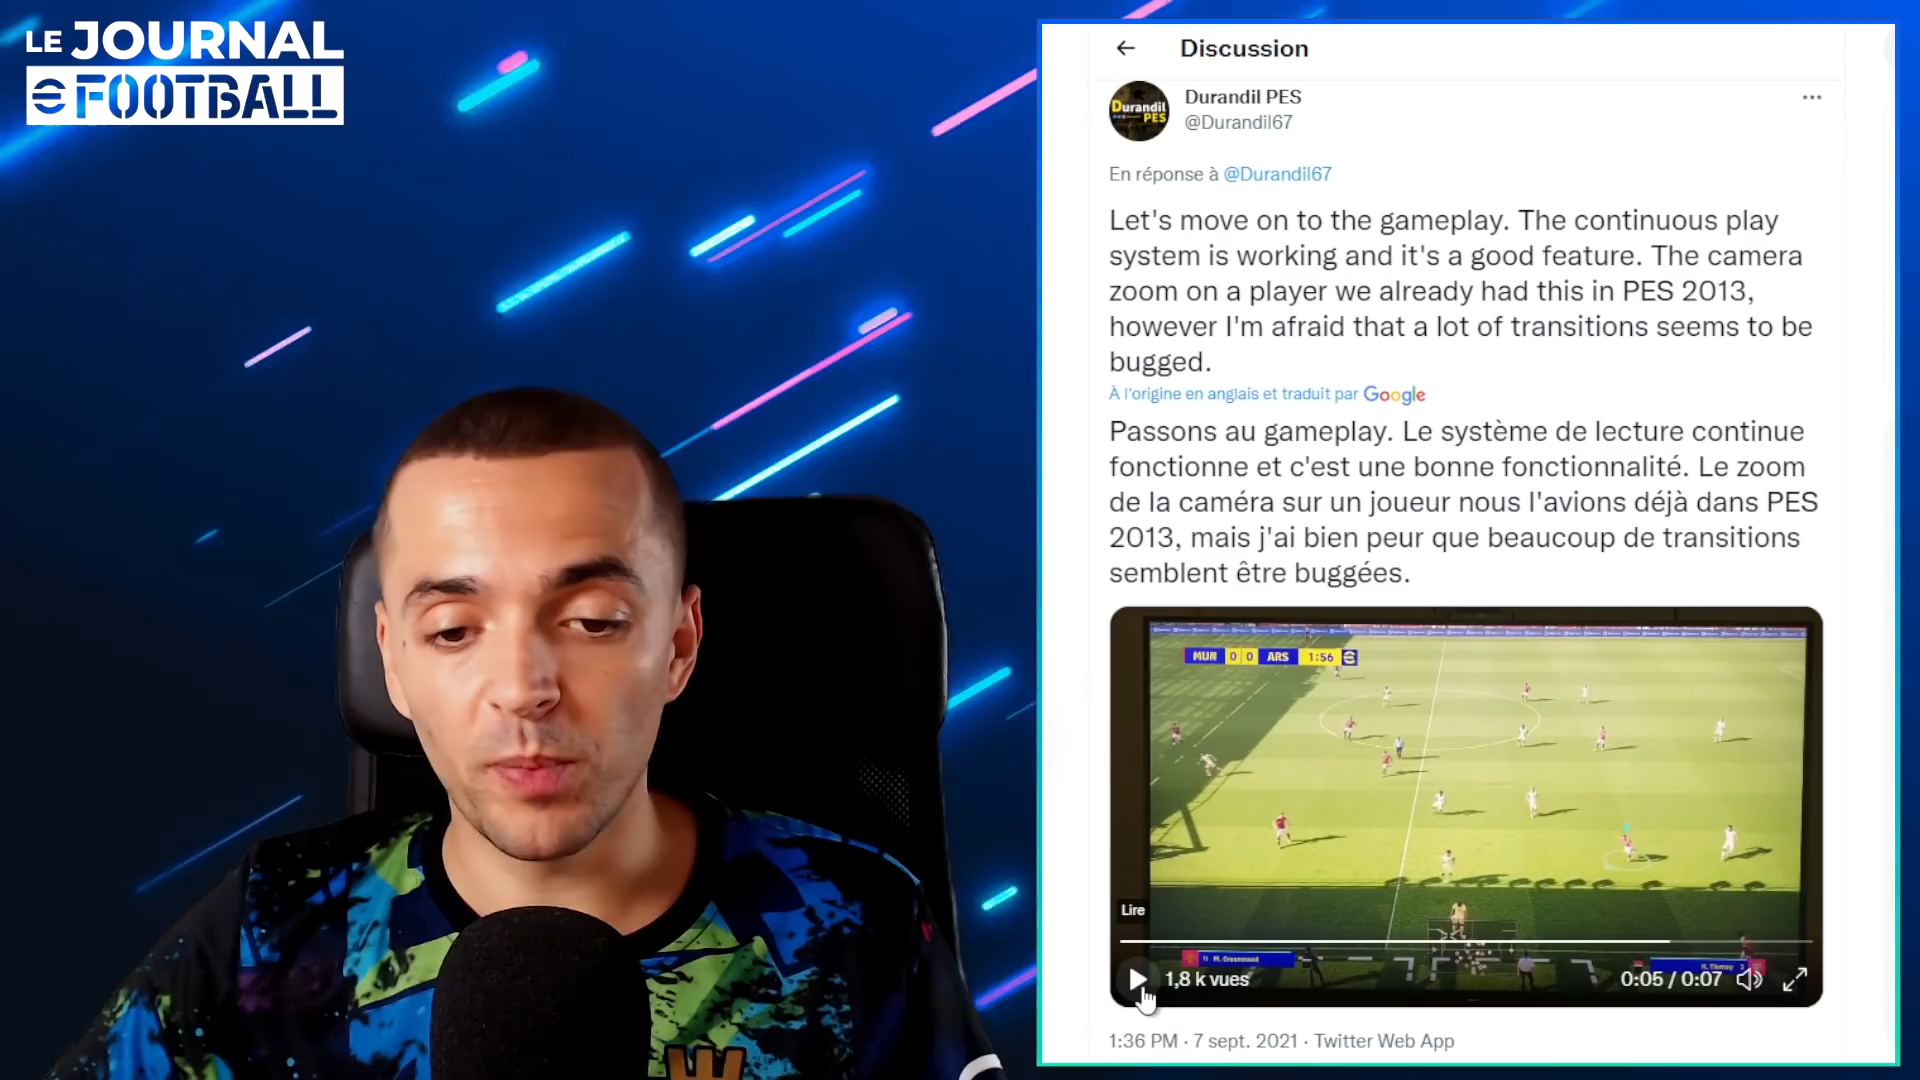 LE JOURNAL
eFOOTBALL
Discussion
Durandil
PES
Durandil PES
@Durandil67
En réponse à @Durandil67
Let's move on to the gameplay. The continuous play
system is working and it's a good feature. The camera
zoom on a player we already had this in PES 2013,
however I'm afraid that a lot of transitions seems to be
bugged.
À l'origine en anglais et traduit par Google
Passons au gameplay. Le système de lecture continue
fonctionne et c'est une bonne fonctionnalité. Le zoom
de la caméra sur un joueur nous l'avions déjà dans PES
2013, mais j'ai bien peur que beaucoup de transitions
semblent être buggées.
MUN 0 0 ARS 1:56
Lire
11 M. Greenwood
K. Tierney 3
1,8 k vues
0:05 / 0:07
1:36 PM · 7 sept. 2021 · Twitter Web App